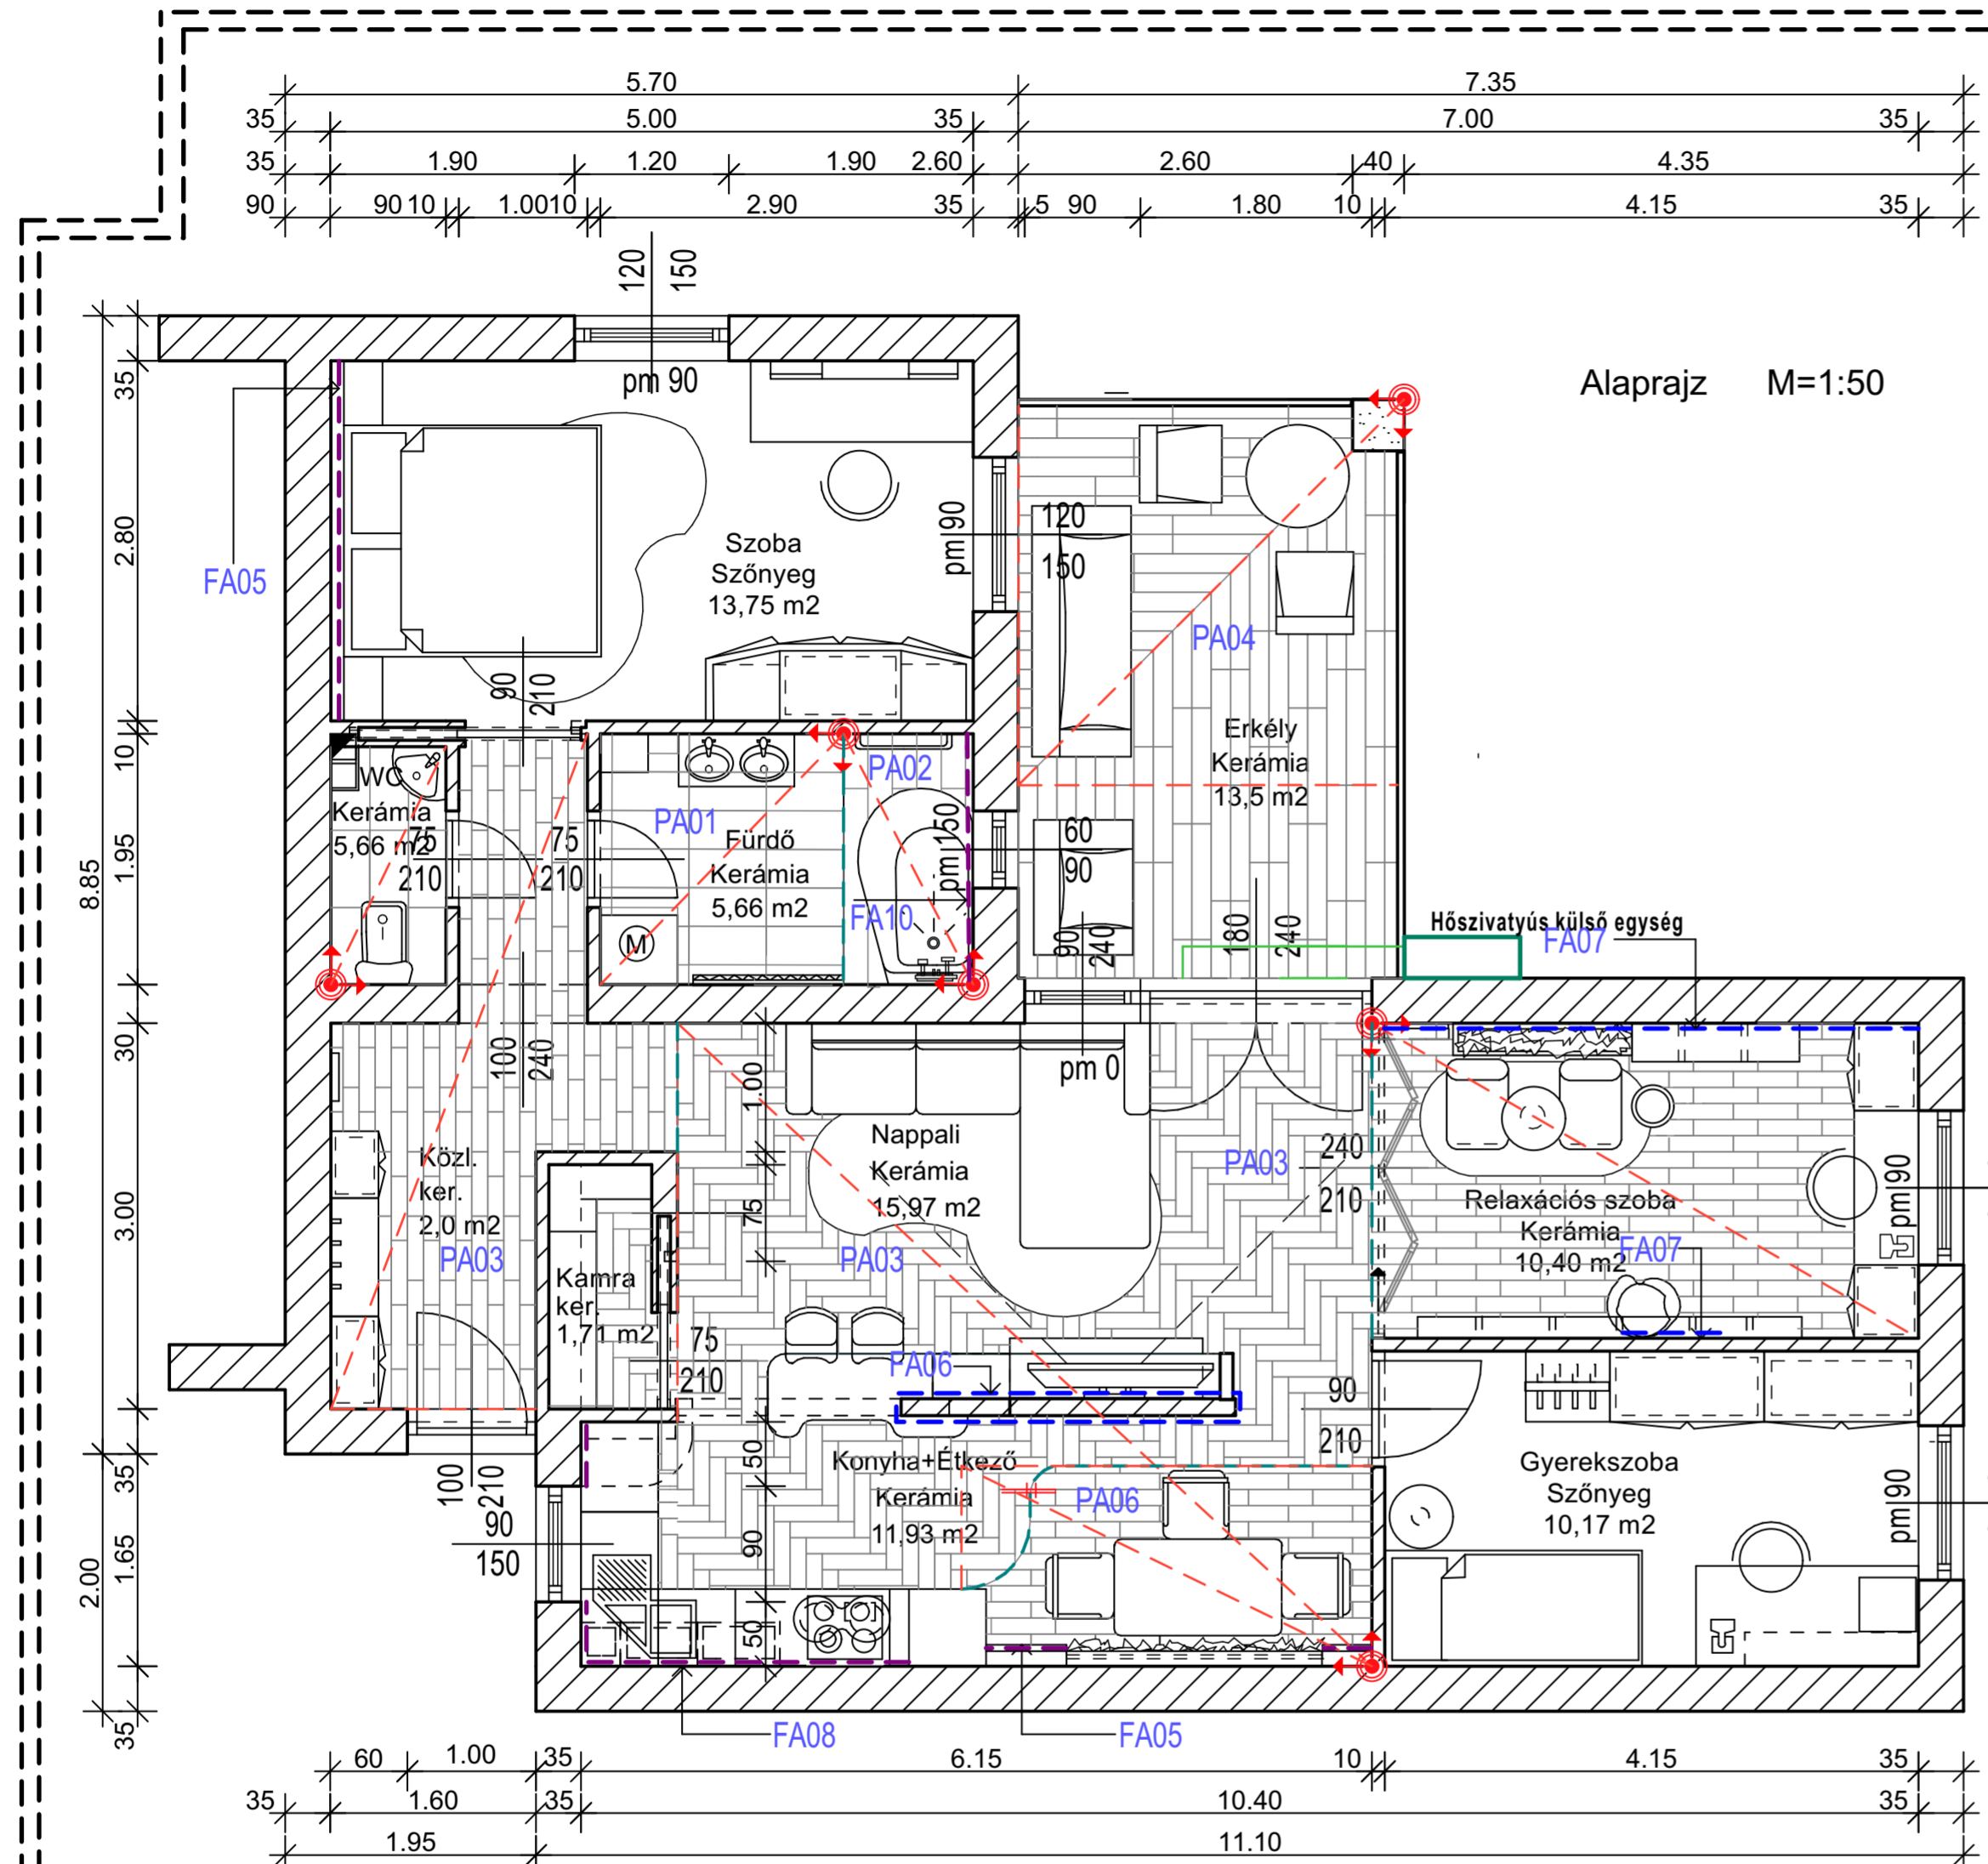 5.70
7.35
35
5.00
35
7.00
35
35
1.90
1.20
1.90
2.60
2.60
40
4.35
90
90
10
1.00
10
2.90
35
5
90
1.80
10
4.15
35
120
150
pm 90
Alaprajz M=1:50
35
2.80
10
1.95
30
3.00
35
1.65
35
8.85
2.00
FA05
Szoba
Szőnyeg
13,75 m2
pm 90
120
150
PA04
90
210
Erkély
Kerámia
13,5 m2
WC
Kerámia
5,66 m2
75
210
75
210
PA01
PA02
Fürdő
Kerámia
5,66 m2
pm 150
60
90
FA10
M
90
240
180
240
Hőszivatyús külső egység
FA07
100
240
1.00
pm 0
Nappali
Kerámia
15,97 m2
PA03
240
210
Közl.
ker.
2,0 m2
PA03
75
PA03
Relaxációs szoba
Kerámia
10,40 m2
FA07
pm 90
Kamra
ker.
1,71 m2
75
210
FA06
90
210
50
Konyha+Étkező
Kerámia
11,93 m2
PA06
Gyerekszoba
Szőnyeg
10,17 m2
pm 90
100
210
90
150
90
50
FA08
FA05
60
1.00
35
6.15
10
4.15
35
35
1.60
35
10.40
35
1.95
11.10